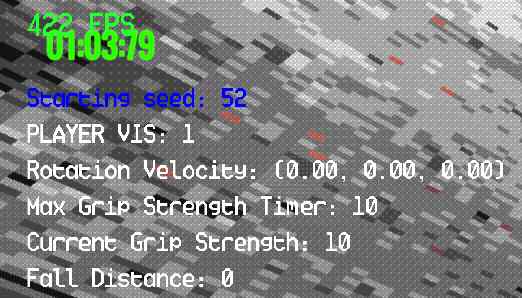 422 FPS
01:03:79
Starting seed: 52
PLAYER VIS: 1
Rotation Velocity: (0.00, 0.00, 0.00)
Max Grip Strength Timer: 10
Current Grip Strength: 10
Fall Distance: 0